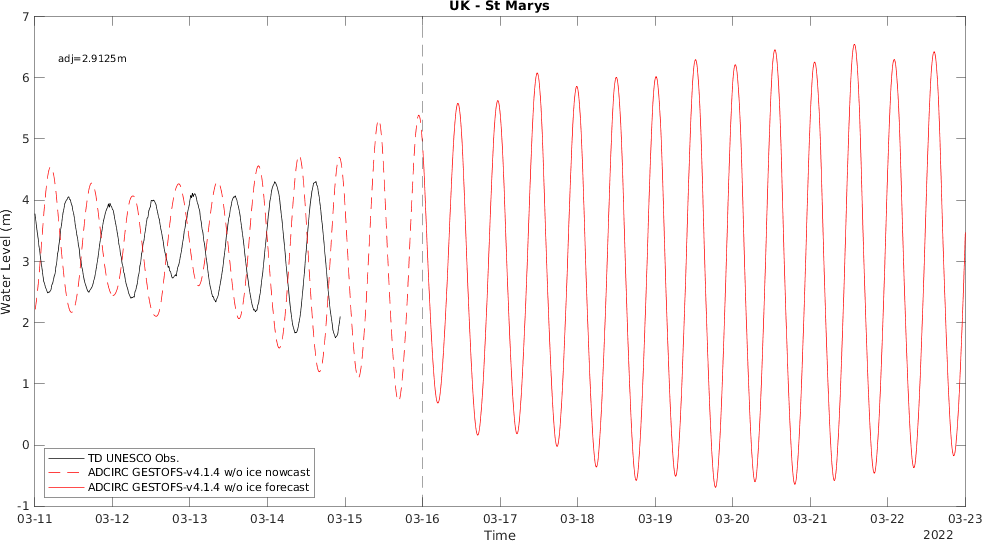 UK - St Marys
adj=2.9125m
Water Level (m)
7
6
5
4
3
2
1
0
-1
TD UNESCO Obs.
ADCIRC GESTOFS-v4.1.4 w/o ice nowcast
ADCIRC GESTOFS-v4.1.4 w/o ice forecast
03-11 03-12 03-13 03-14 03-15 03-16 03-17 03-18 03-19 03-20 03-21 03-22 03-23
Time
2022